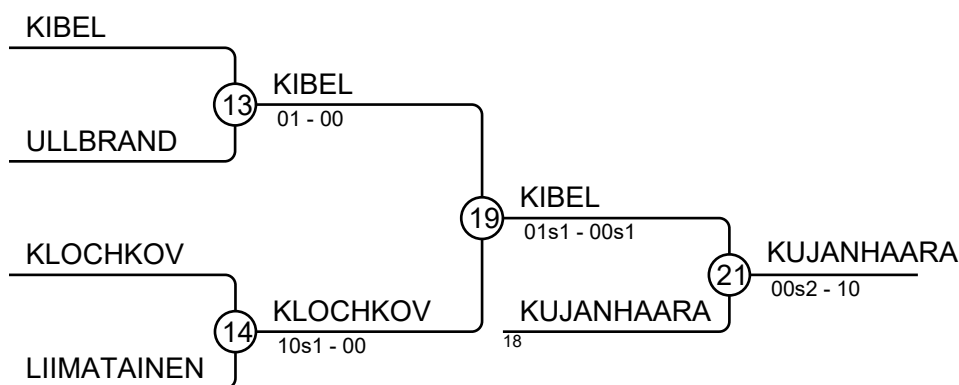 KIBEL
13
KIBEL
01 - 00
ULLBRAND
19
KIBEL
01s1 - 00s1
KLOCHKOV
21
KUJANHAARA
00s2 - 10
14
KLOCHKOV
10s1 - 00
KUJANHAARA
18
LIIMATAINEN